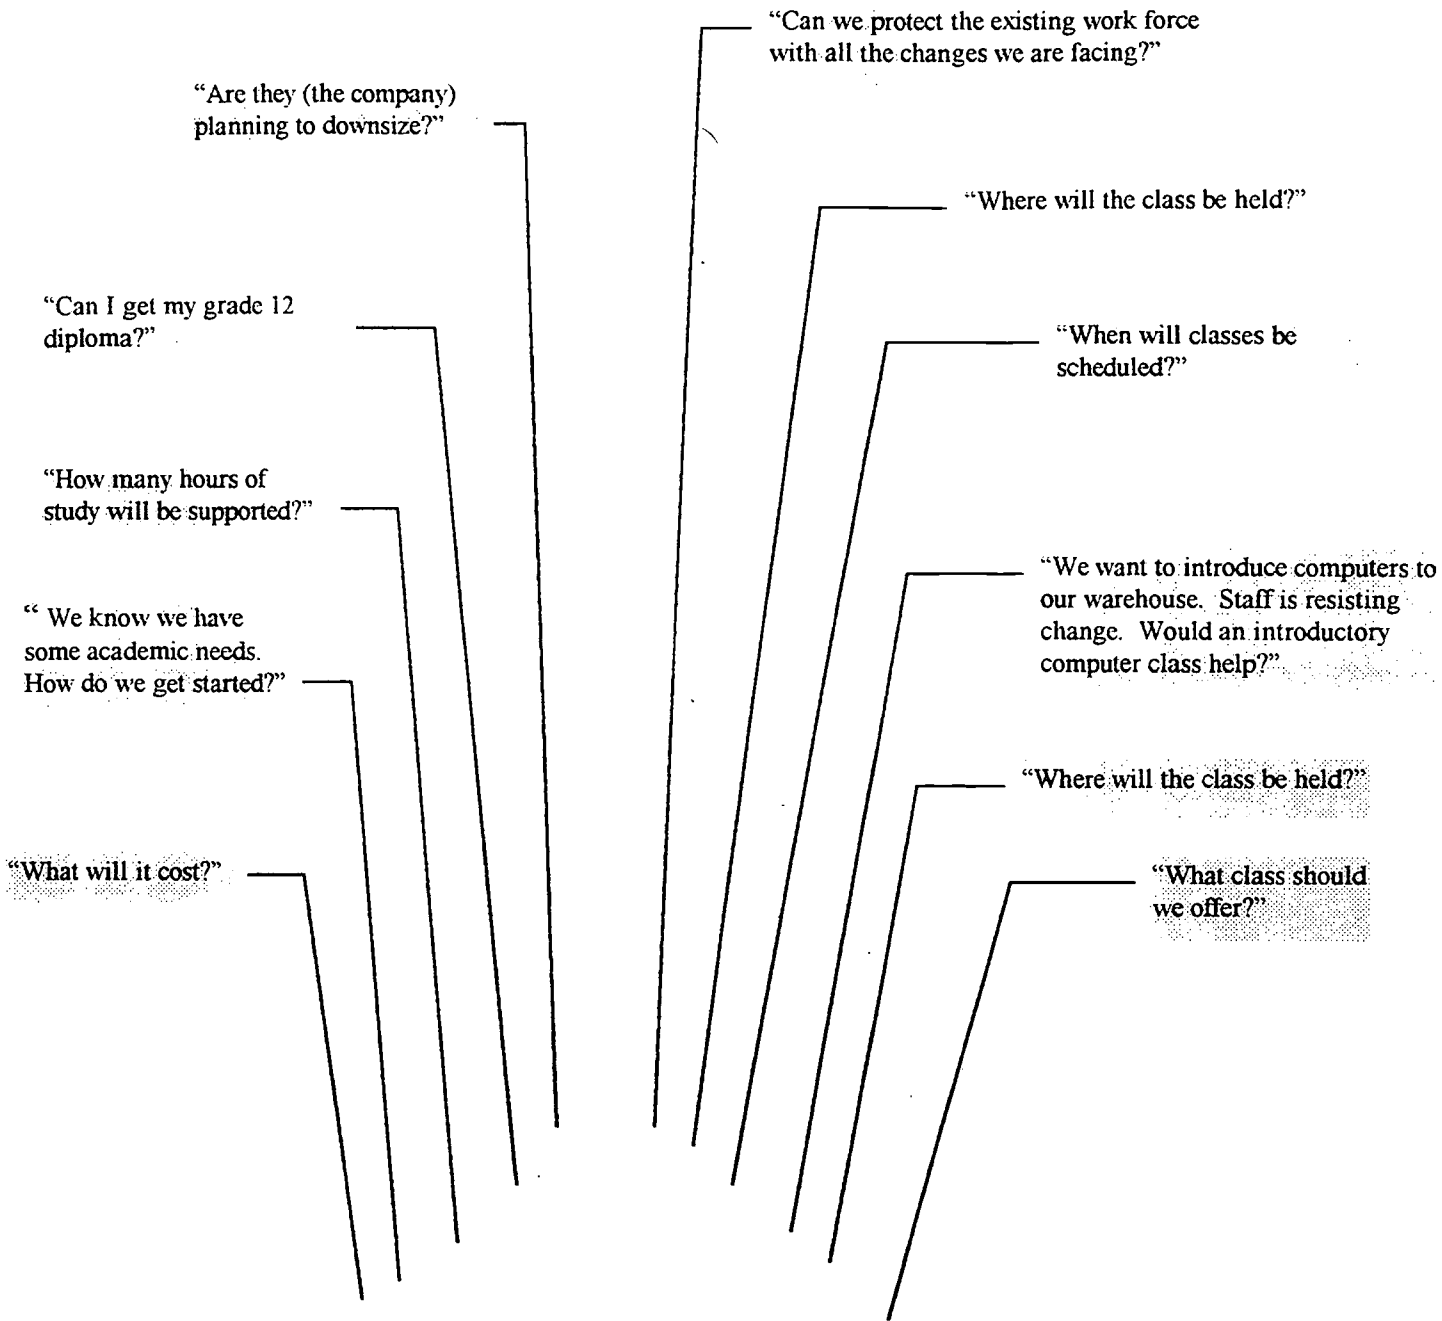 “Can we protect the existing work force
with all the changes we are facing?”
“Are they (the company)
planning to downsize?”
“Where will the class be held?”
“Can I get my grade 12
diploma?”
“When will classes be
scheduled?”
“How many hours of
study will be supported?”
“We want to introduce computers to
our warehouse. Staff is resisting
change. Would an introductory
computer class help?”
“ We know we have
some academic needs.
How do we get started?”
“Where will the class be held?”
“What will it cost?”
“What class should
we offer?”